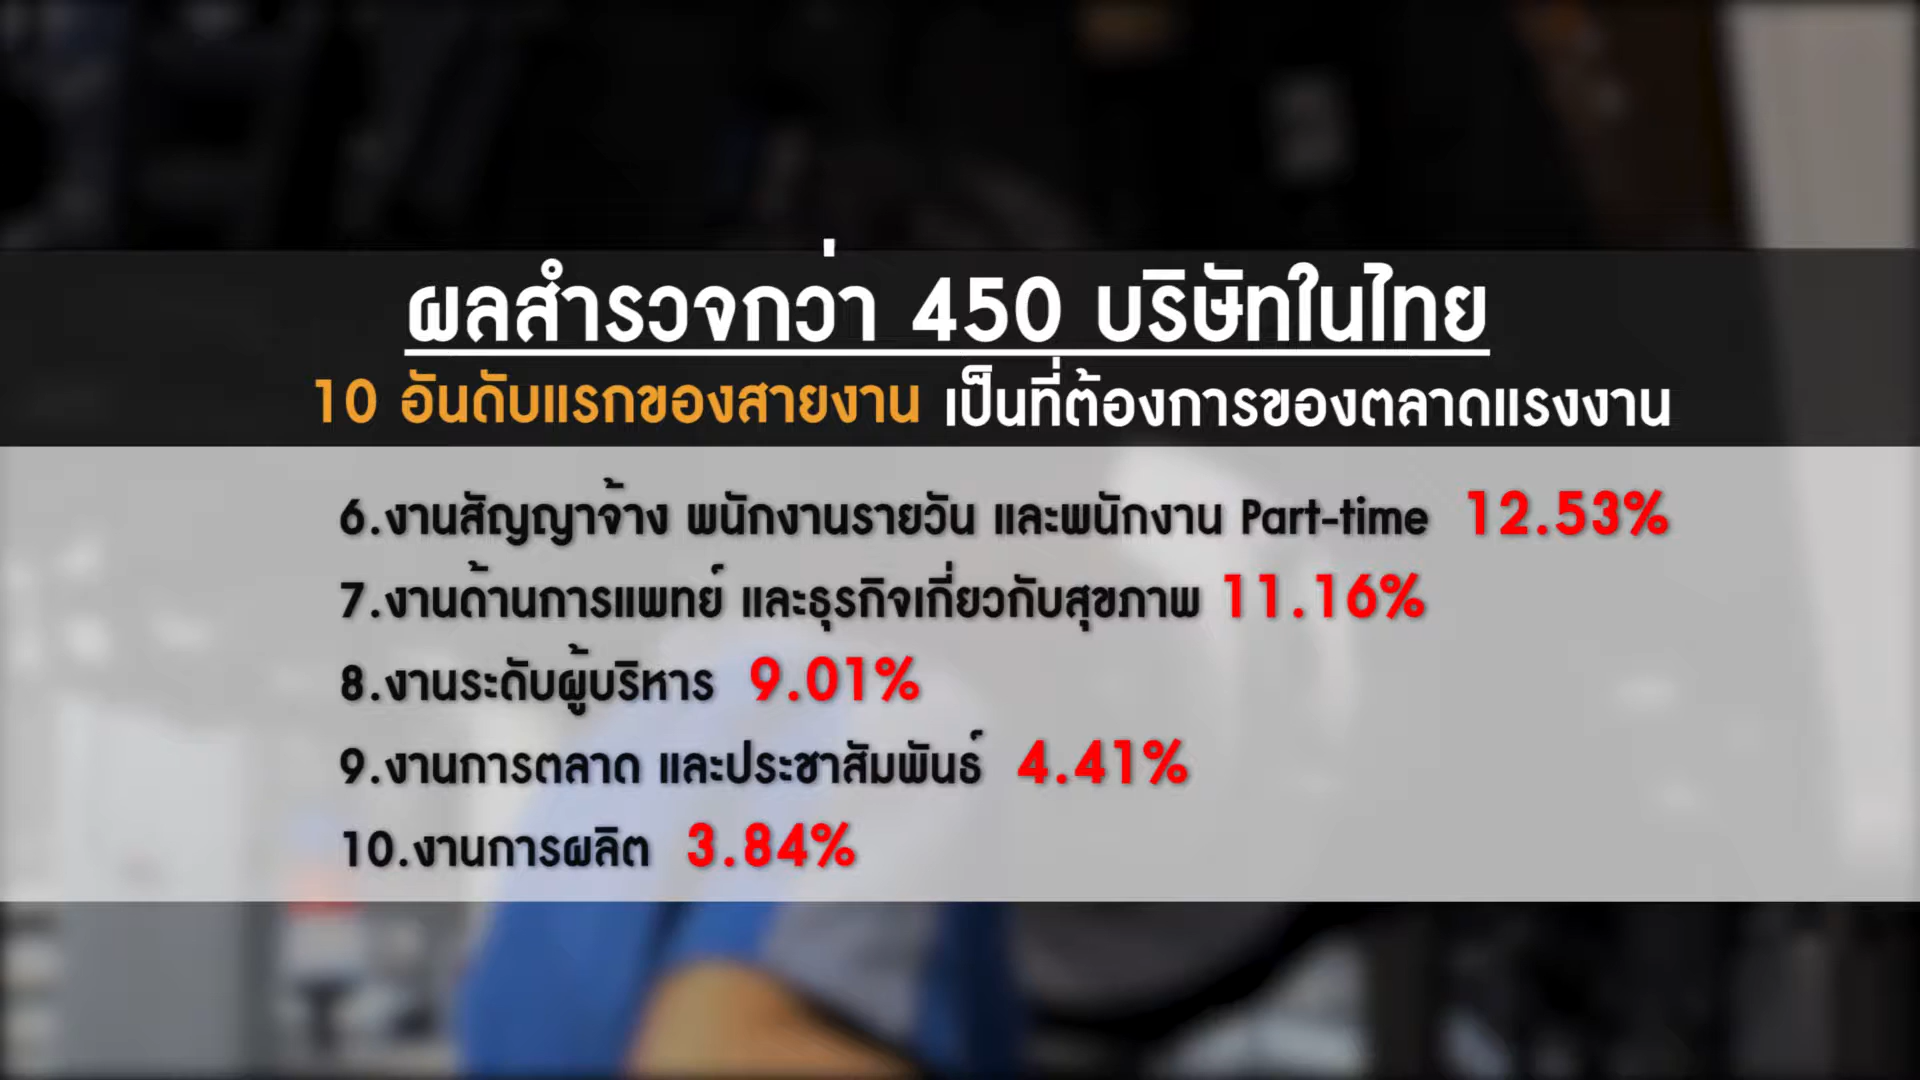 ผลสำรวจกว่า 450 บริษัทในไทย
10 อันดับแรกของสายงาน เป็นที่ต้องการของตลาดแรงงาน
6.งานสัญญาจ้าง พนักงานรายวัน และพนักงาน Part-time 12.53%
7.งานด้านการแพทย์ และธุรกิจเกี่ยวกับสุขภาพ 11.16%
8.งานระดับผู้บริหาร 9.01%
9.งานการตลาด และประชาสัมพันธ์ 4.41%
10.งานการผลิต 3.84%